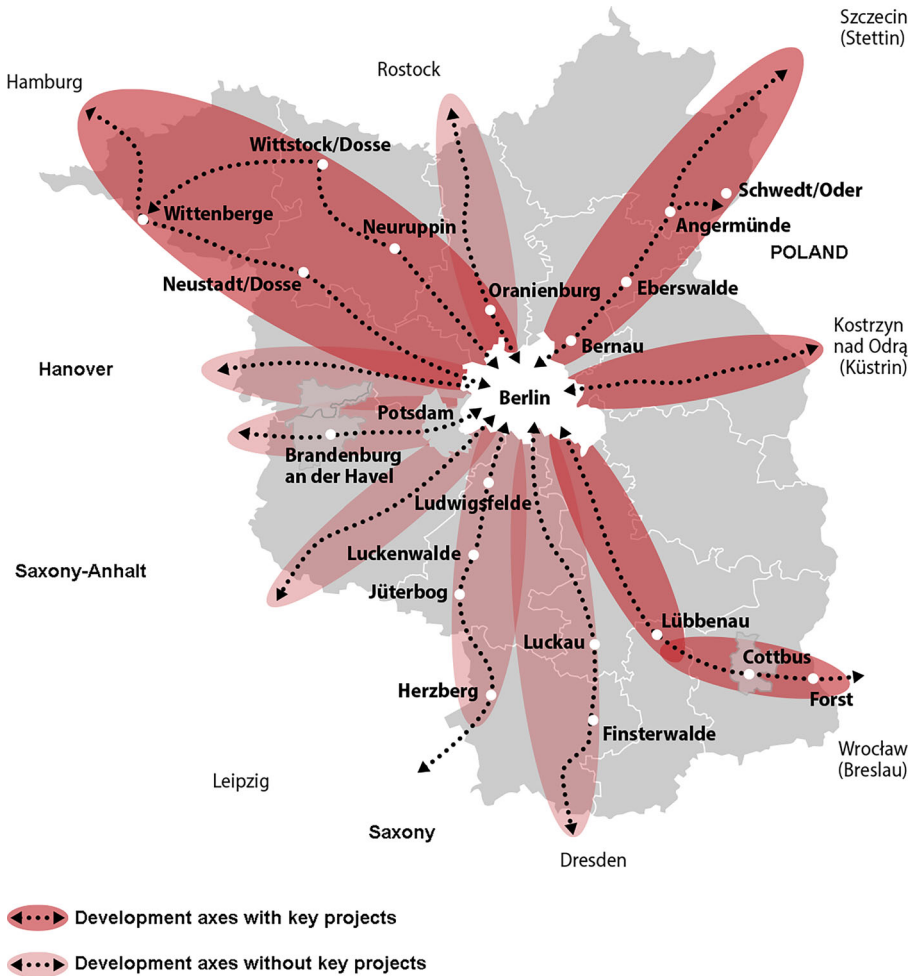 Szczecin
(Stettin)
Hamburg
Rostock
Wittstock/Dosse
Schwedt/Oder
Wittenberge
Angermünde
Neuruppin
POLAND
Neustadt/Dosse
Oranienburg
Eberswalde
Kostrzyn
nad Odrą
(Küstrin)
Bernau
Hanover
Berlin
Potsdam
Brandenburg
an der Havel
Ludwigsfelde
Luckenwalde
Saxony-Anhalt
Jüterbog
Lübbenau
Luckau
Cottbus
Herzberg
Forst
Finsterwalde
Wrocław
(Breslau)
Leipzig
Saxony
Dresden
Development axes with key projects
Development axes without key projects